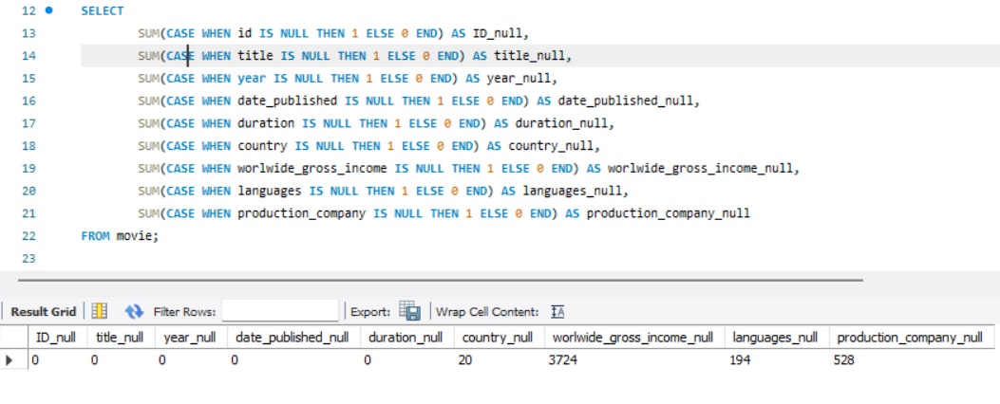 12 SELECT
13 SUM(CASE WHEN id IS NULL THEN 1 ELSE 0 END) AS ID_null,
14 SUM(CASE WHEN title IS NULL THEN 1 ELSE 0 END) AS title_null,
15 SUM(CASE WHEN year IS NULL THEN 1 ELSE 0 END) AS year_null,
16 SUM(CASE WHEN date_published IS NULL THEN 1 ELSE 0 END) AS date_published_null,
17 SUM(CASE WHEN duration IS NULL THEN 1 ELSE 0 END) AS duration_null,
18 SUM(CASE WHEN country IS NULL THEN 1 ELSE 0 END) AS country_null,
19 SUM(CASE WHEN worlwide_gross_income IS NULL THEN 1 ELSE 0 END) AS worlwide_gross_income_null,
20 SUM(CASE WHEN languages IS NULL THEN 1 ELSE 0 END) AS languages_null,
21 SUM(CASE WHEN production_company IS NULL THEN 1 ELSE 0 END) AS production_company_null
22 FROM movie;
23
Result Grid Filter Rows: Export: Wrap Cell Content:
ID_null title_null year_null date_published_null duration_null country_null worlwide_gross_income_null languages_null production_company_null
0 0 0 0 0 20 3724 194 528